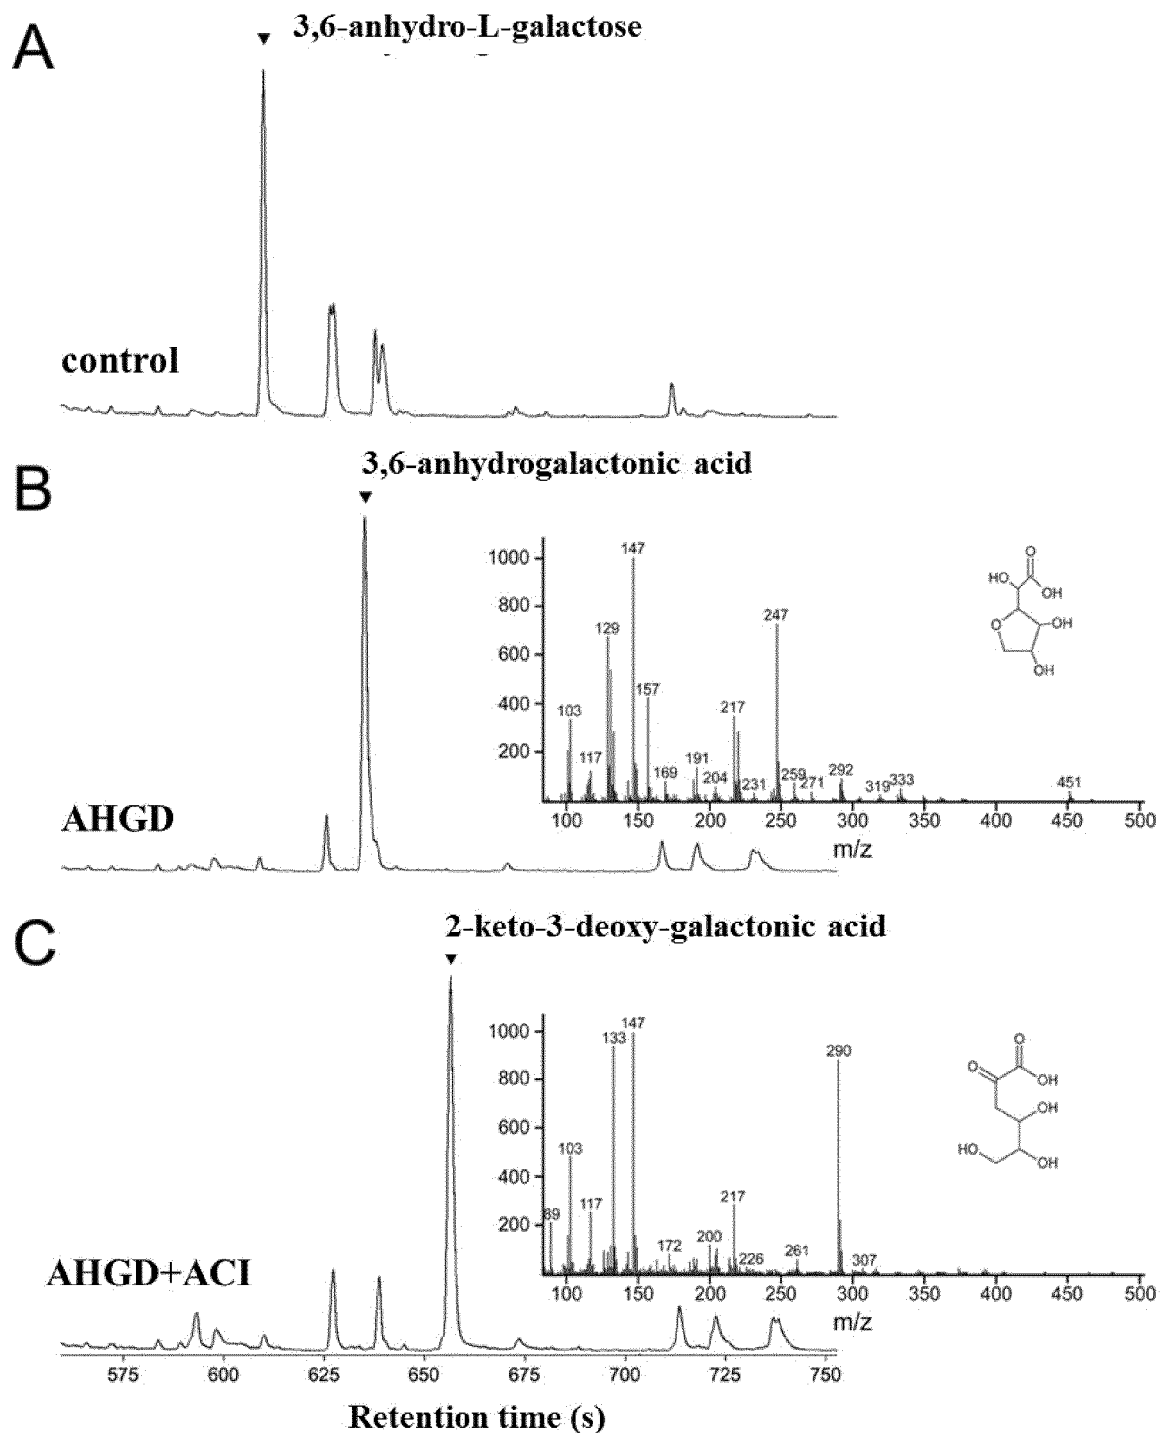 A
3,6-anhydro-L-galactose
control
B
3,6-anhydrogalactonic acid
1000
800
600
400
200
147
129
247
157
103
217
117
169
191
204
231
259
271
292
319
333
451
100
150
200
250
300
350
400
450
500
m/z
O
HO
OH
O
OH
OH
AHGD
C
2-keto-3-deoxy-galactonic acid
1000
800
600
400
200
133
147
290
103
89
117
217
172
200
226
261
307
100
150
200
250
300
350
400
450
500
m/z
O
O
OH
OH
HO
OH
AHGD+ACI
575
600
625
650
675
700
725
750
Retention time (s)